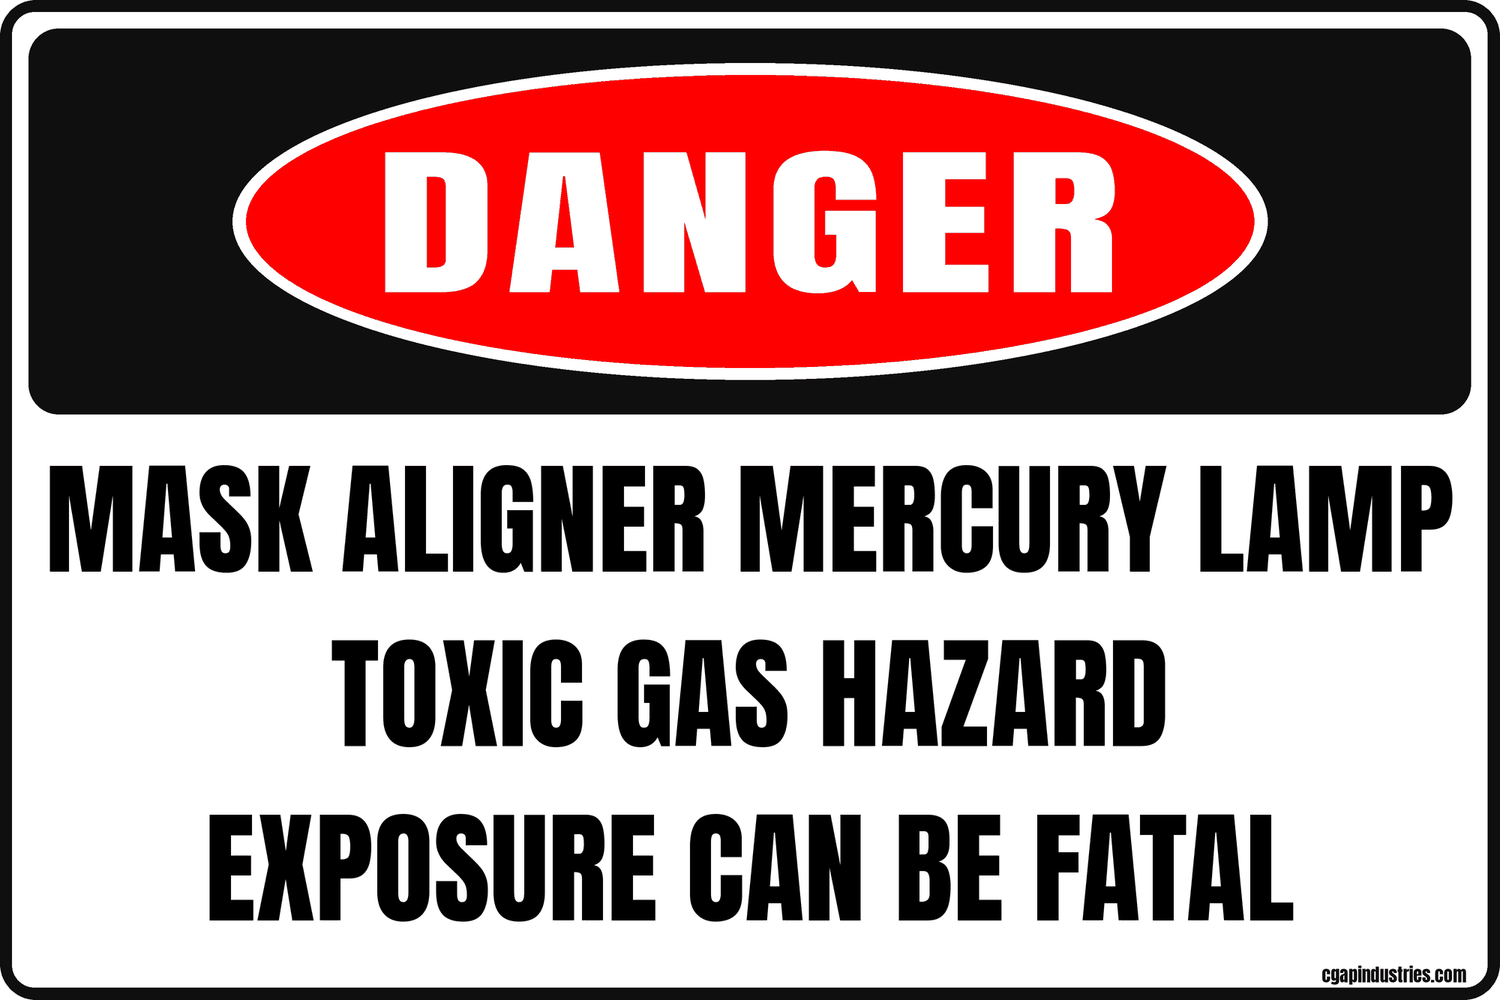 DANGER
MASK ALIGNER MERCURY LAMP
TOXIC GAS HAZARD
EXPOSURE CAN BE FATAL
cgapindustries.com